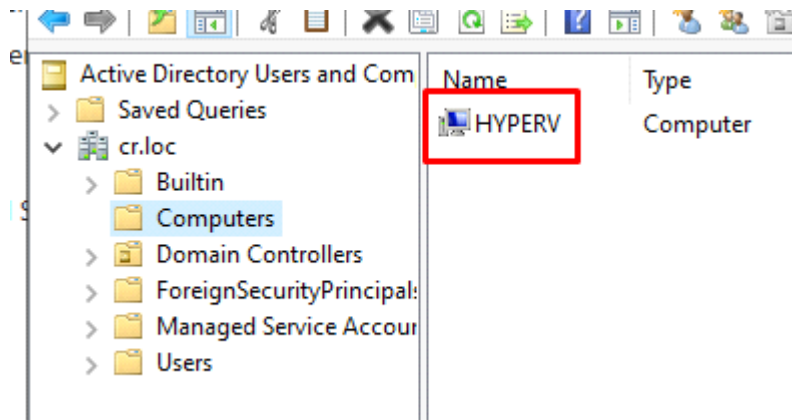 Active Directory Users and Com
Name
Type
Saved Queries
HYPERV
Computer
cr.loc
Builtin
Computers
Domain Controllers
ForeignSecurityPrincipal
Managed Service Accour
Users